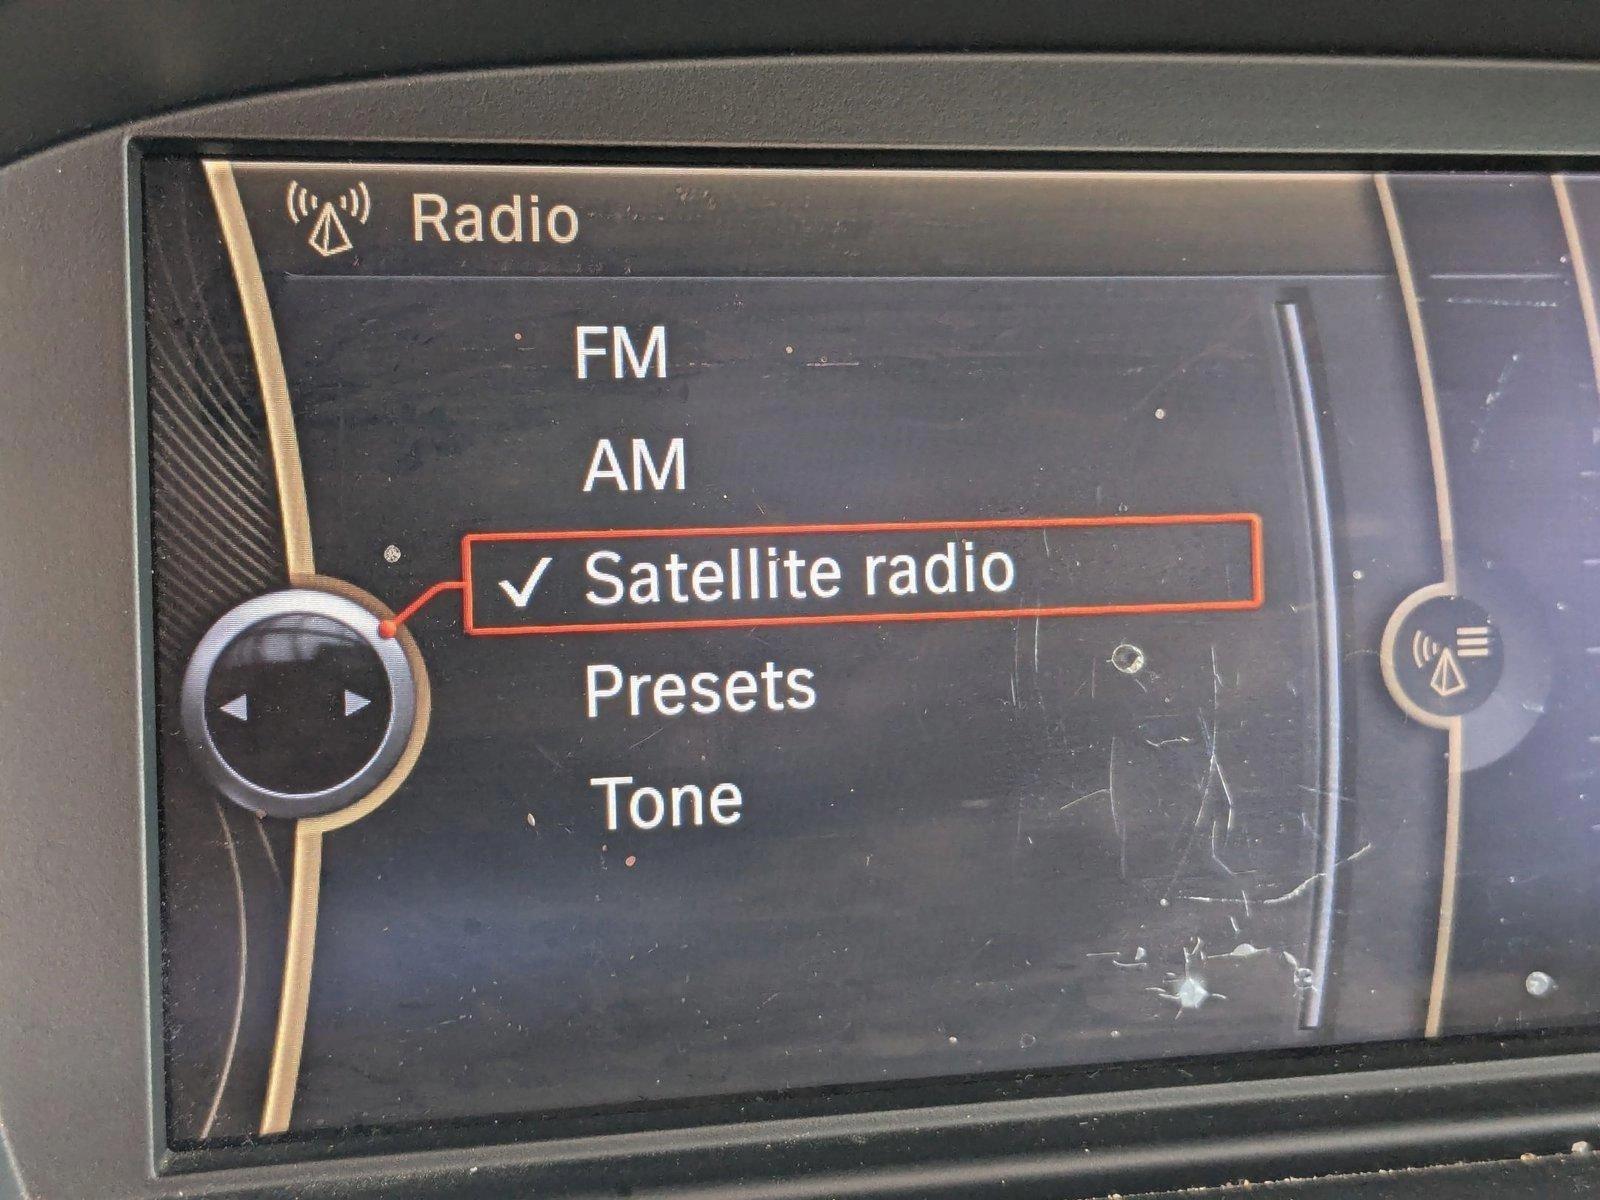 Radio
FM
AM
✓ Satellite radio
Presets
Tone